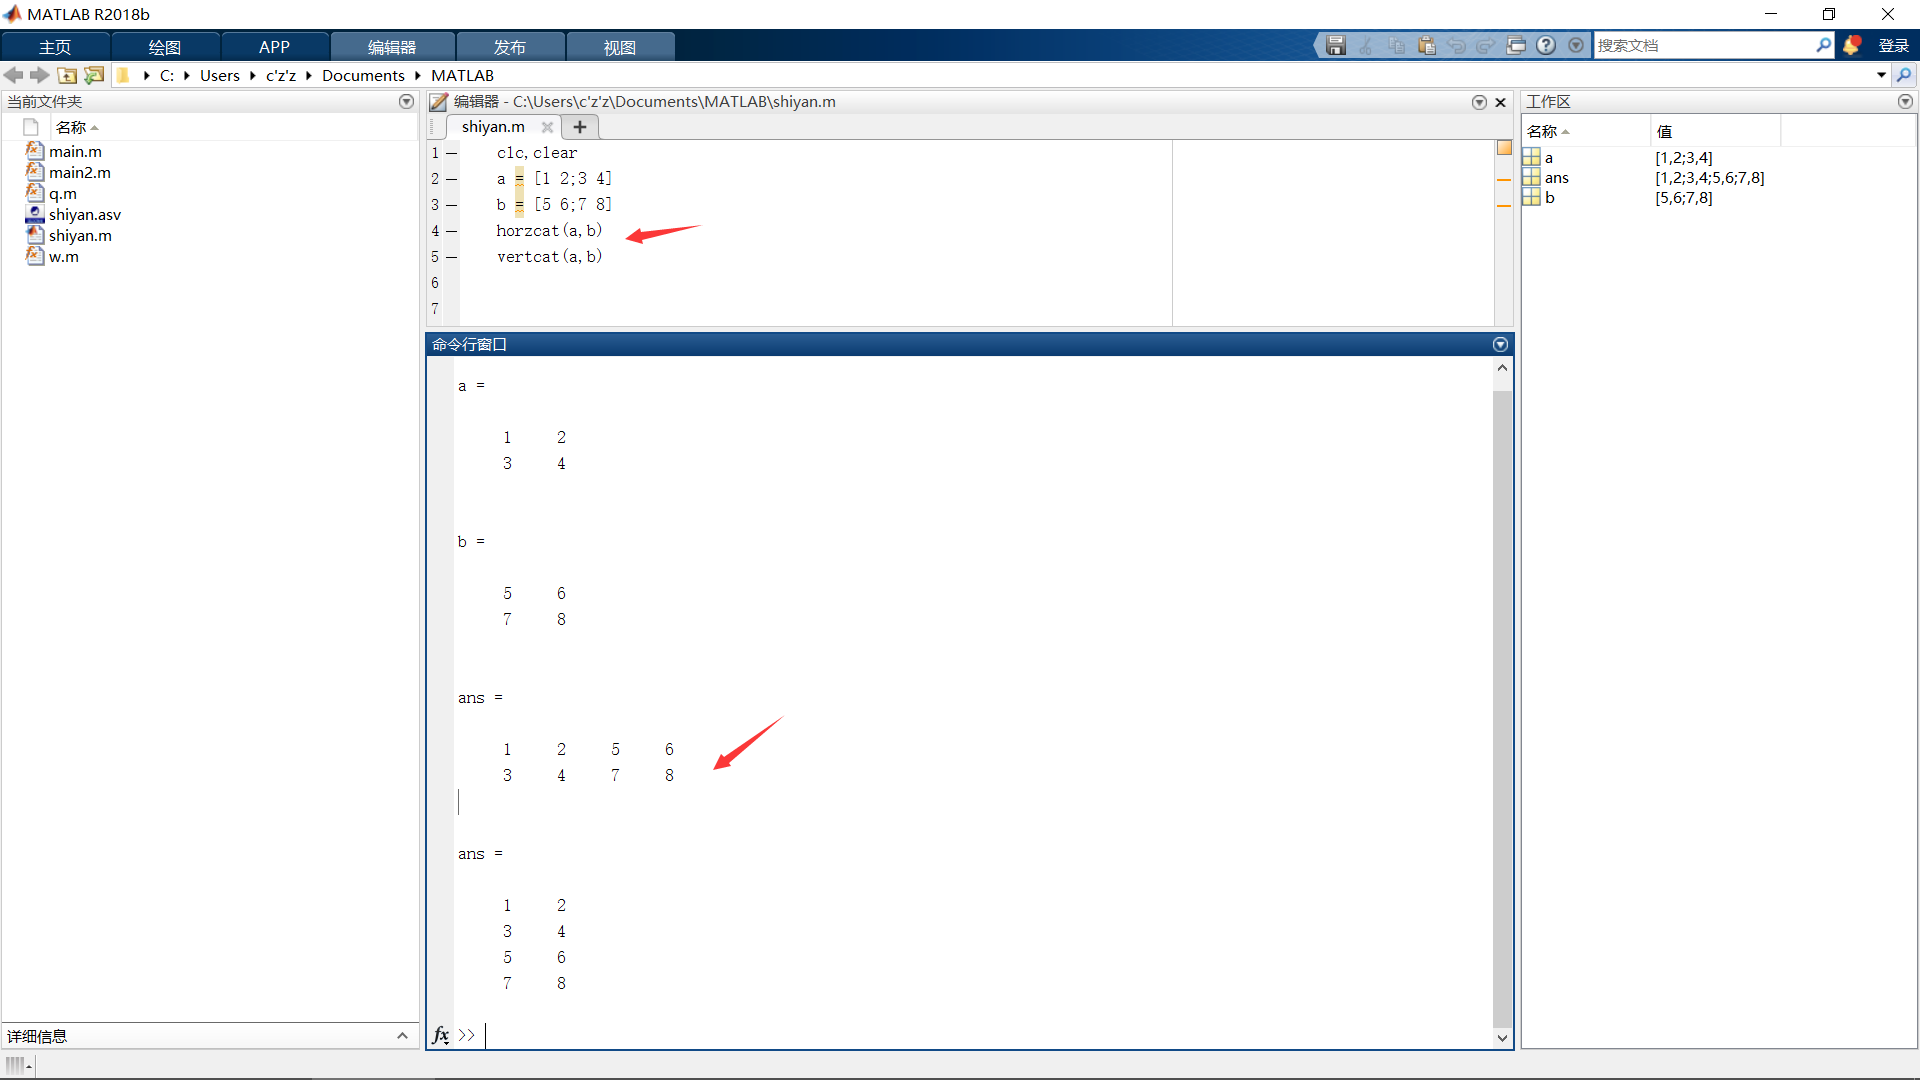 MATLAB R2018b
主页 绘图 APP 编辑器 发布 视图 搜索文档 登录
C: Users c'z'z Documents MATLAB
当前文件夹
名称
main.m
main2.m
q.m
shiyan.asv
shiyan.m
w.m
详细信息
编辑器 - C:\Users\c'z'z\Documents\MATLAB\shiyan.m
shiyan.m
1 clc,clear
2 a = [1 2;3 4]
3 b = [5 6;7 8]
4 horzcat(a,b)
5 vertcat(a,b)
6
7
命令行窗口
a =
1 2
3 4
b =
5 6
7 8
ans =
1 2 5 6
3 4 7 8
ans =
1 2
3 4
5 6
7 8
fx >>
工作区
名称 值
a [1,2;3,4]
ans [1,2;3,4;5,6;7,8]
b [5,6;7,8]